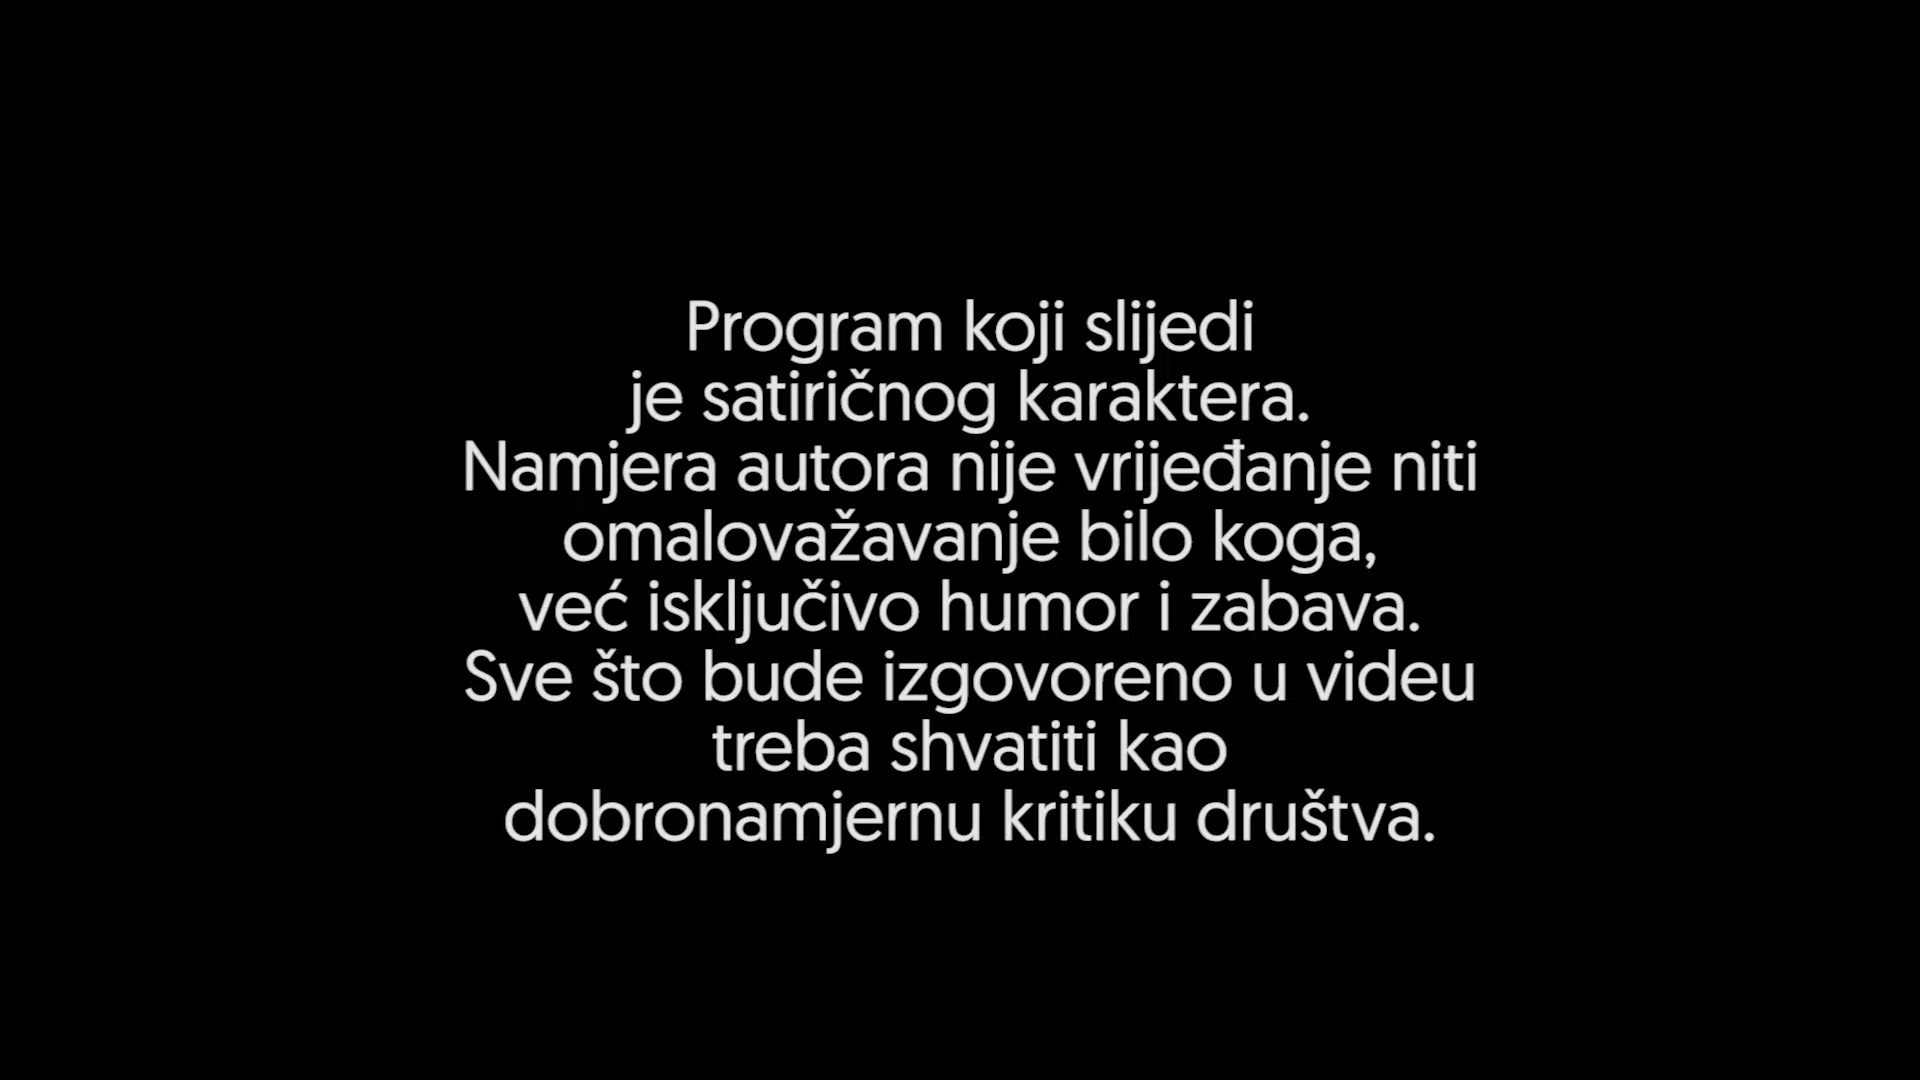 Program koji slijedi
je satiričnog karaktera.
Namjera autora nije vrijeđanje niti
omalovažavanje bilo koga,
već isključivo humor i zabava.
Sve što bude izgovoreno u videu
treba shvatiti kao
dobronamjernu kritiku društva.